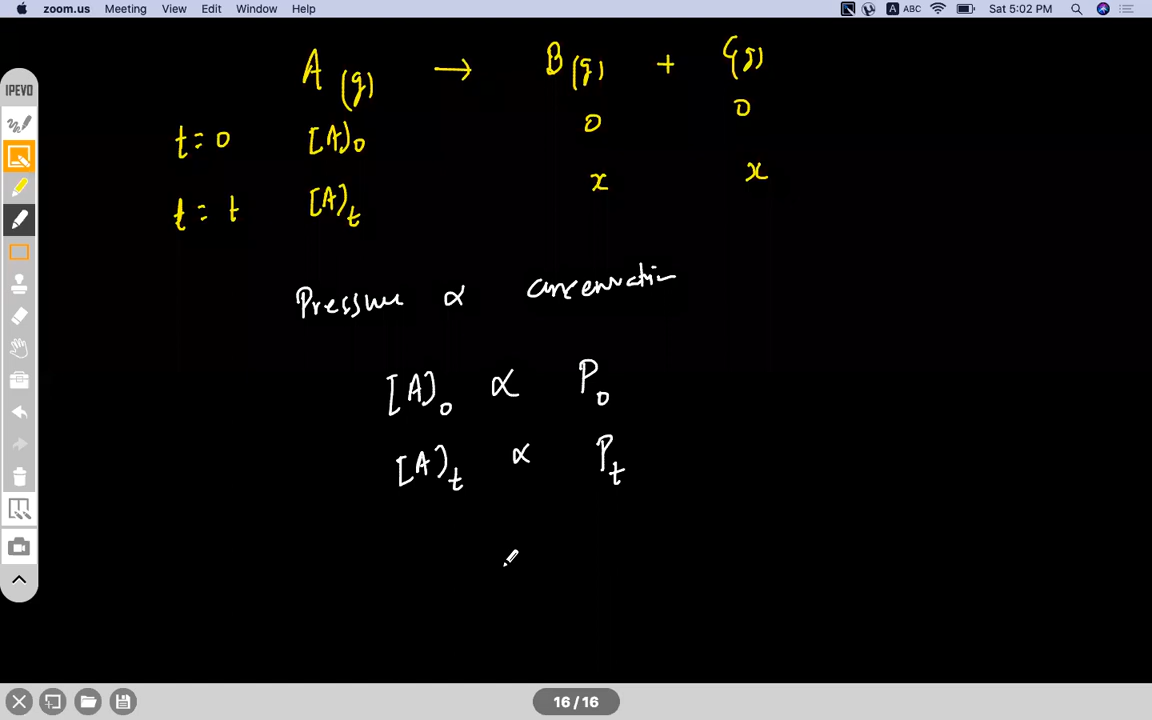 zoom.us Meeting View Edit Window Help A ABC Sat 5:02 PM
IPEVO
A(g) → B(g) + C(g)
t=0 [A]₀ 0 0
t=t [A]ₜ x x
Pressure ∝ concentration
[A]₀ ∝ P₀
[A]ₜ ∝ Pₜ
16/16